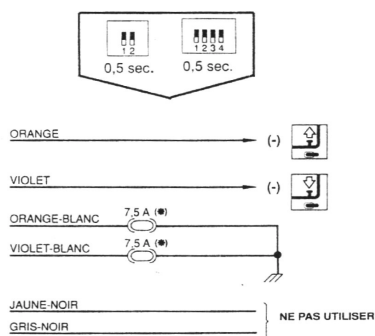 1 2
1 2 3 4
0,5 sec.
0,5 sec.
ORANGE
(-)
VIOLET
(-)
ORANGE-BLANC
7,5 A (●)
VIOLET-BLANC
7,5 A (●)
JAUNE-NOIR
GRIS-NOIR
NE PAS UTILISER